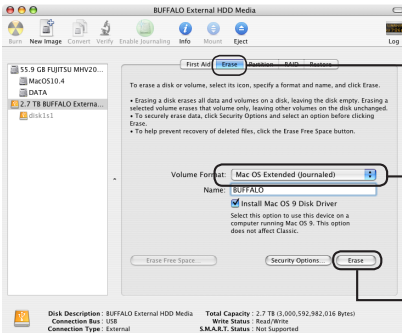 BUFFALO External HDD Media
Burn New Image Convert Verify Enable Journaling Info Mount Eject Log
55.9 GB FUJITSU MHV20...
MacOS10.4
DATA
2.7 TB BUFFALO Externa...
disk1s1
First Aid Erase Partition RAID Restore
To erase a disk or volume, select its icon, specify a format and name, and click Erase.
• Erasing a disk erases all data and volumes on a disk, leaving the disk empty. Erasing a
selected volume erases that volume only, leaving other volumes on the disk unchanged.
• To securely erase data, click Security Options and select an option before clicking
Erase.
• To help prevent recovery of deleted files, click the Erase Free Space button.
Volume Format: Mac OS Extended (Journaled)
Name: BUFFALO
Install Mac OS 9 Disk Driver
Select this option to use this device on a
computer running Mac OS 9. This option
does not affect Classic.
Erase Free Space... Security Options... Erase
Disk Description : BUFFALO External HDD Media Total Capacity : 2.7 TB (3,000,592,982,016 Bytes)
Connection Bus : USB Write Status : Read/Write
Connection Type : External S.M.A.R.T. Status : Not Supported